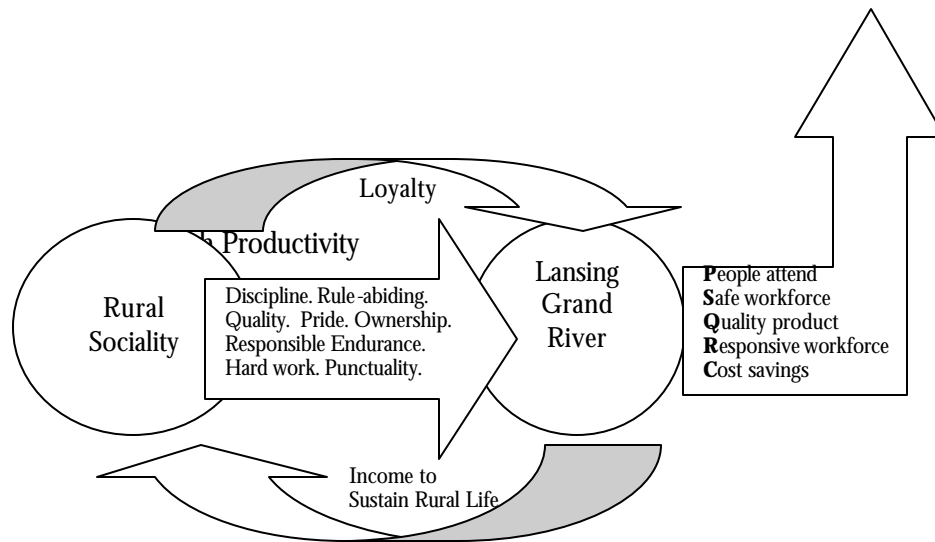 Loyalty
Productivity
Rural
Sociality
Discipline. Rule-abiding.
Quality. Pride. Ownership.
Responsible Endurance.
Hard work. Punctuality.
Lansing
Grand
River
People attend
Safe workforce
Quality product
Responsive workforce
Cost savings
Income to
Sustain Rural Life